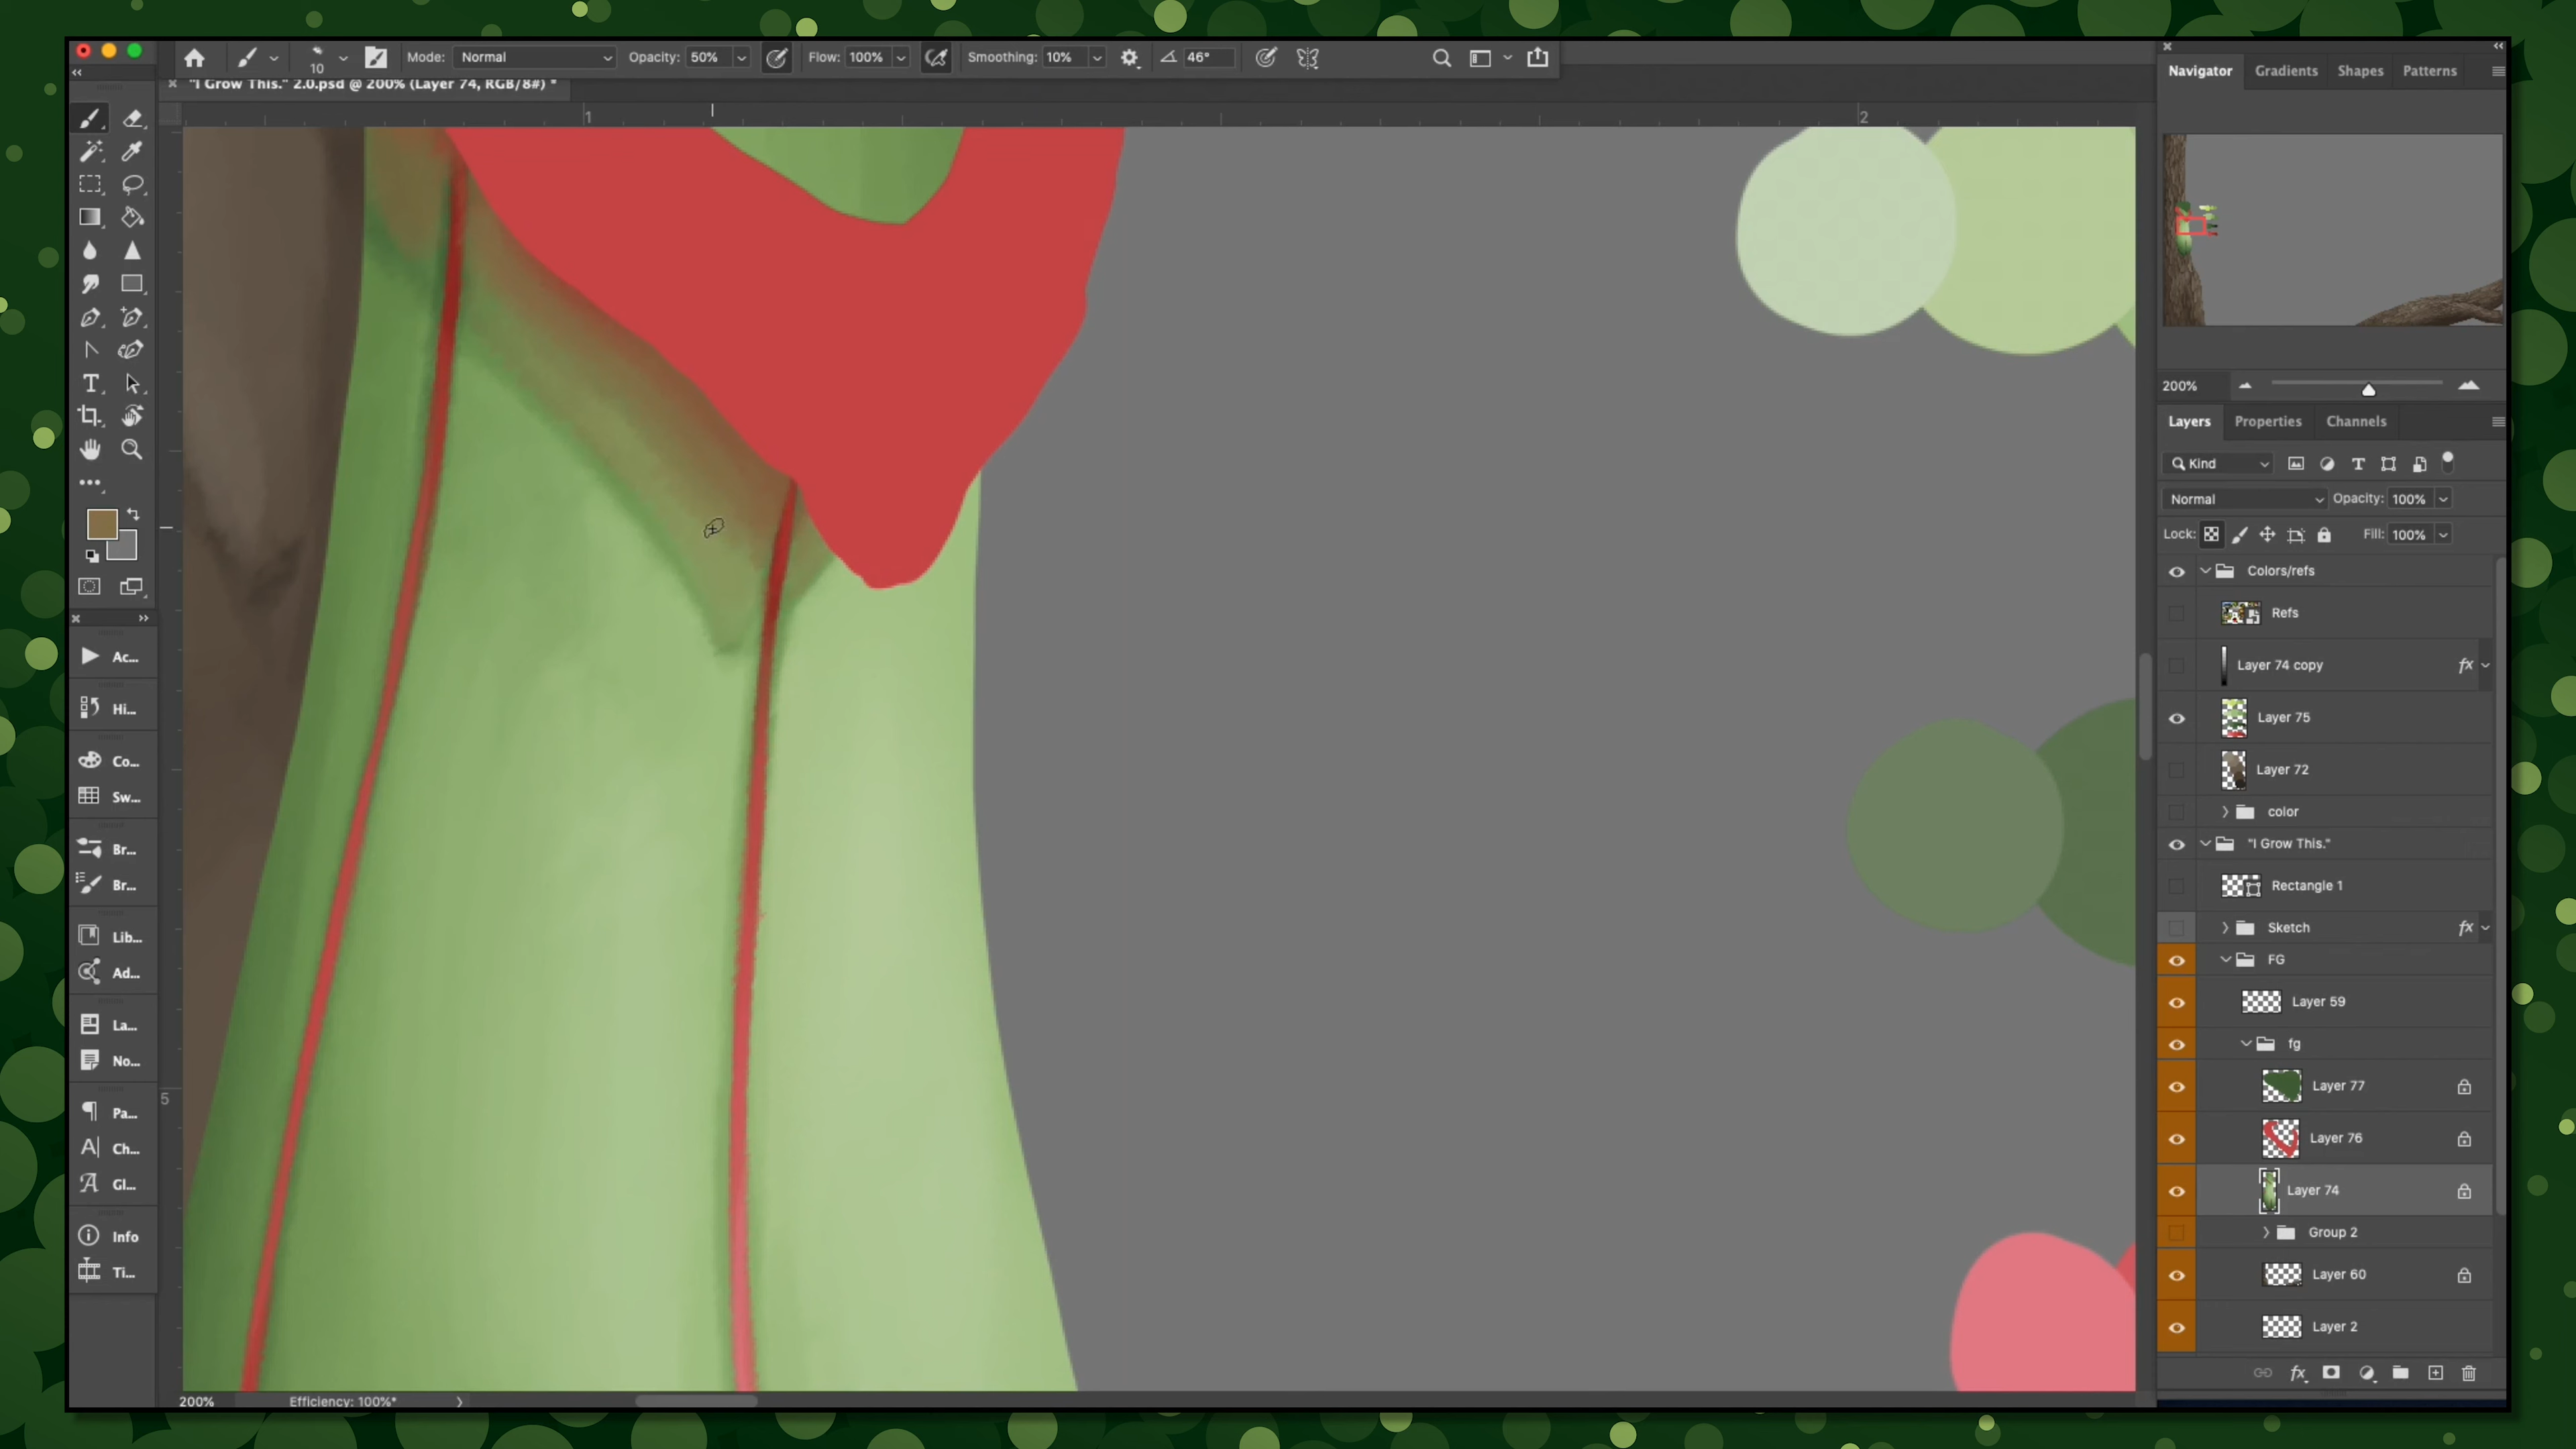 Mode: Normal Opacity: 50% Flow: 100% Smoothing: 10% 46°
10
"I Grow This." 2.0.psd @ 200% (Layer 74, RGB/8#) *
1 2
5
Ac...
Hi...
Co...
Sw...
Br...
Br...
Lib...
Ad...
La...
No...
Pa...
Ch...
Gl...
Info
Ti...
200% Efficiency: 100%*
Navigator Gradients Shapes Patterns
200%
Layers Properties Channels
Kind
Normal Opacity: 100%
Lock: Fill: 100%
Colors/refs
Refs
Layer 74 copy fx
Layer 75
Layer 72
color
"I Grow This."
Rectangle 1
Sketch fx
FG
Layer 59
fg
Layer 77
Layer 76
Layer 74
Group 2
Layer 60
Layer 2
fx